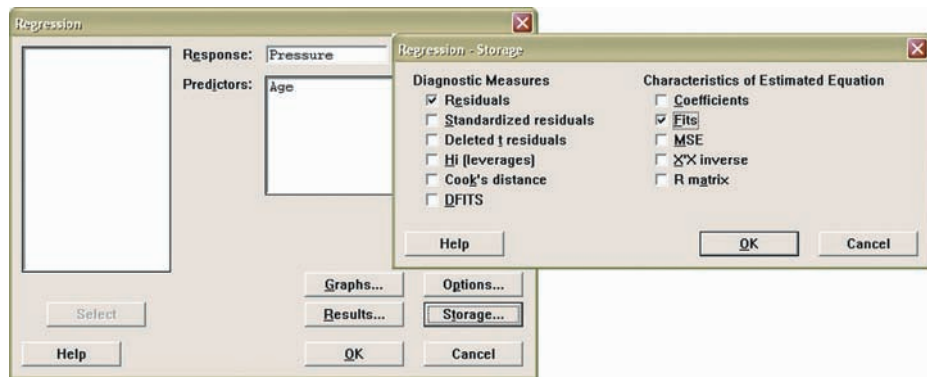 Regression
Response: Pressure
Predictors: Age
Graphs... Options...
Select Results... Storage...
Help OK Cancel
Regression - Storage
Diagnostic Measures
Residuals
Standardized residuals
Deleted t residuals
Hi (leverages)
Cook's distance
DFITS
Characteristics of Estimated Equation
Coefficients
Fits
MSE
X'X inverse
R matrix
Help OK Cancel